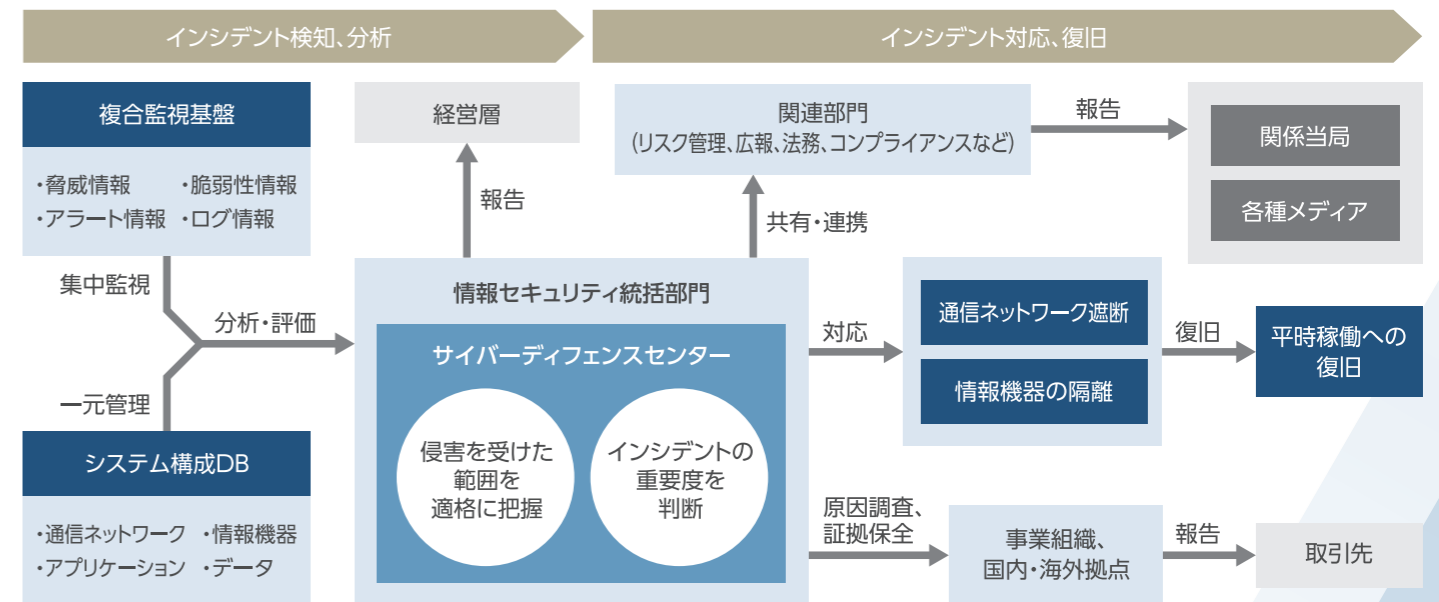 インシデント検知、分析
インシデント対応、復旧
複合監視基盤
・脅威情報 ・脆弱性情報
・アラート情報 ・ログ情報
集中監視
分析・評価
一元管理
システム構成DB
・通信ネットワーク ・情報機器
・アプリケーション ・データ
経営層
報告
情報セキュリティ統括部門
サイバーディフェンスセンター
侵害を受けた
範囲を
適格に把握
インシデントの
重要度を
判断
関連部門
(リスク管理、広報、法務、コンプライアンスなど)
共有・連携
報告
関係当局
各種メディア
対応
通信ネットワーク遮断
情報機器の隔離
復旧
平時稼働への
復旧
原因調査、
証拠保全
事業組織、
国内・海外拠点
報告
取引先